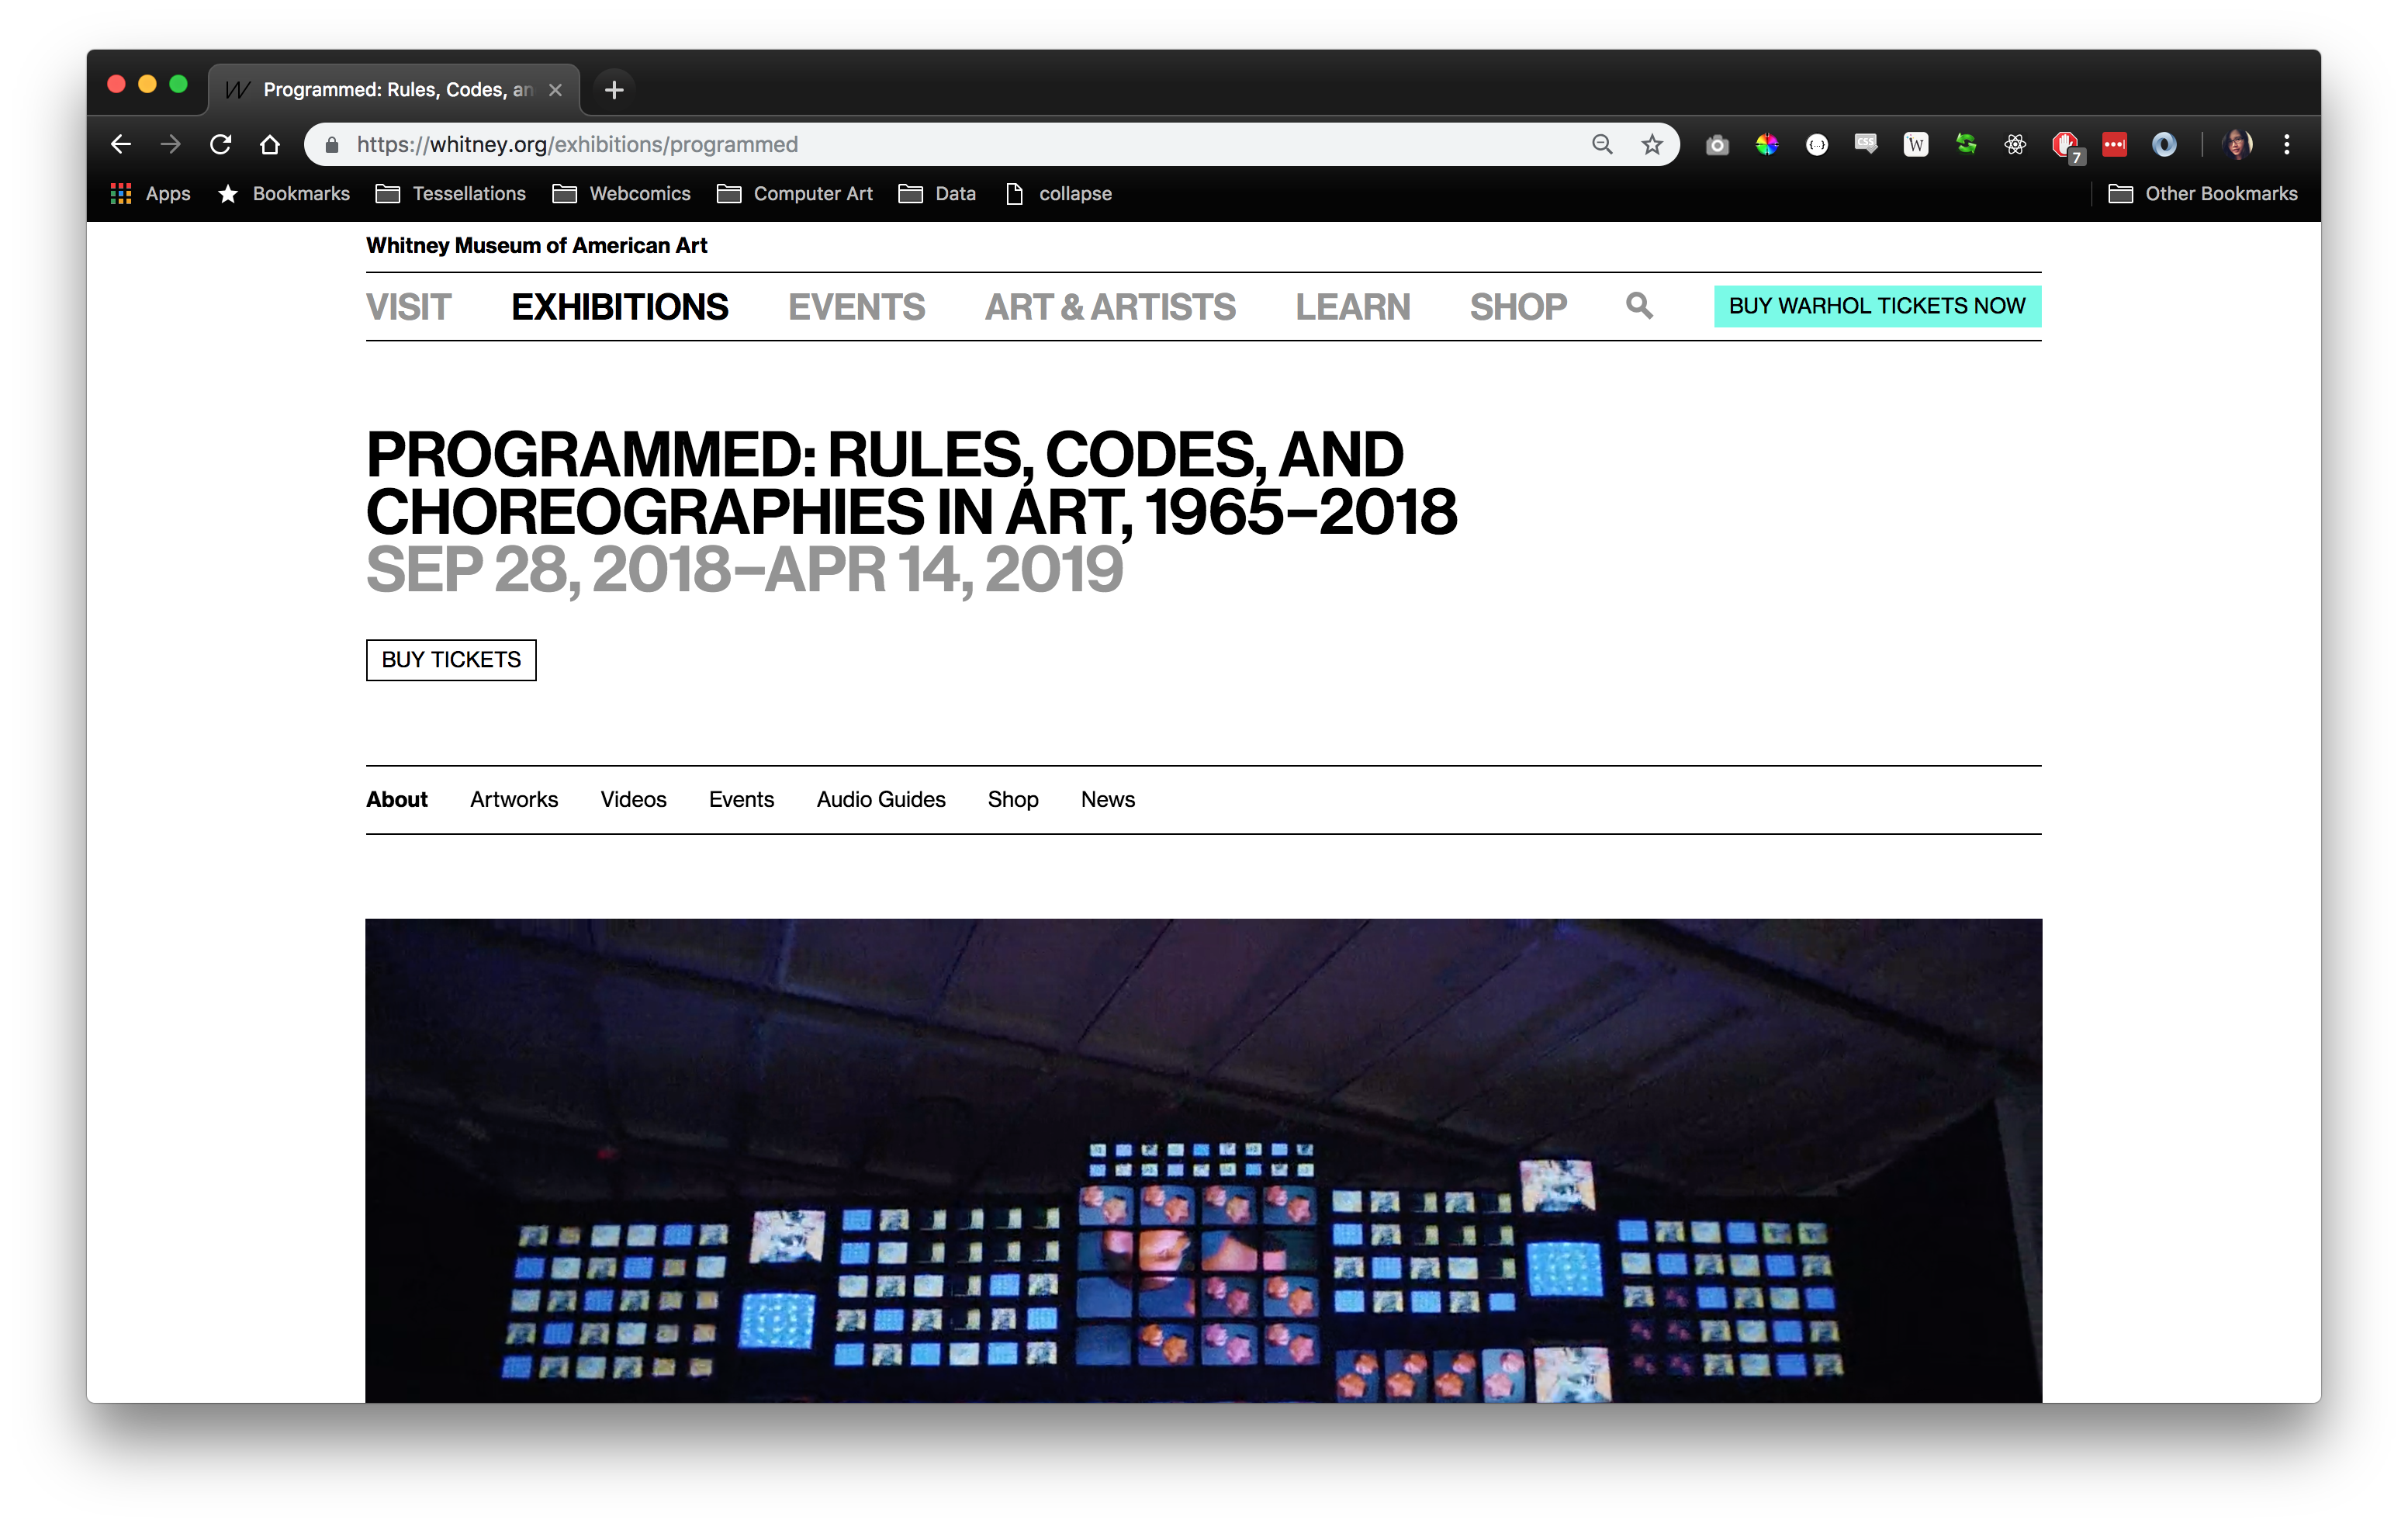 Programmed: Rules, Codes, an
https://whitney.org/exhibitions/programmed
7
Apps Bookmarks Tessellations Webcomics Computer Art Data collapse Other Bookmarks
Whitney Museum of American Art
VISIT EXHIBITIONS EVENTS ART & ARTISTS LEARN SHOP BUY WARHOL TICKETS NOW
PROGRAMMED: RULES, CODES, AND
CHOREOGRAPHIES IN ART, 1965–2018
SEP 28, 2018–APR 14, 2019
BUY TICKETS
About Artworks Videos Events Audio Guides Shop News